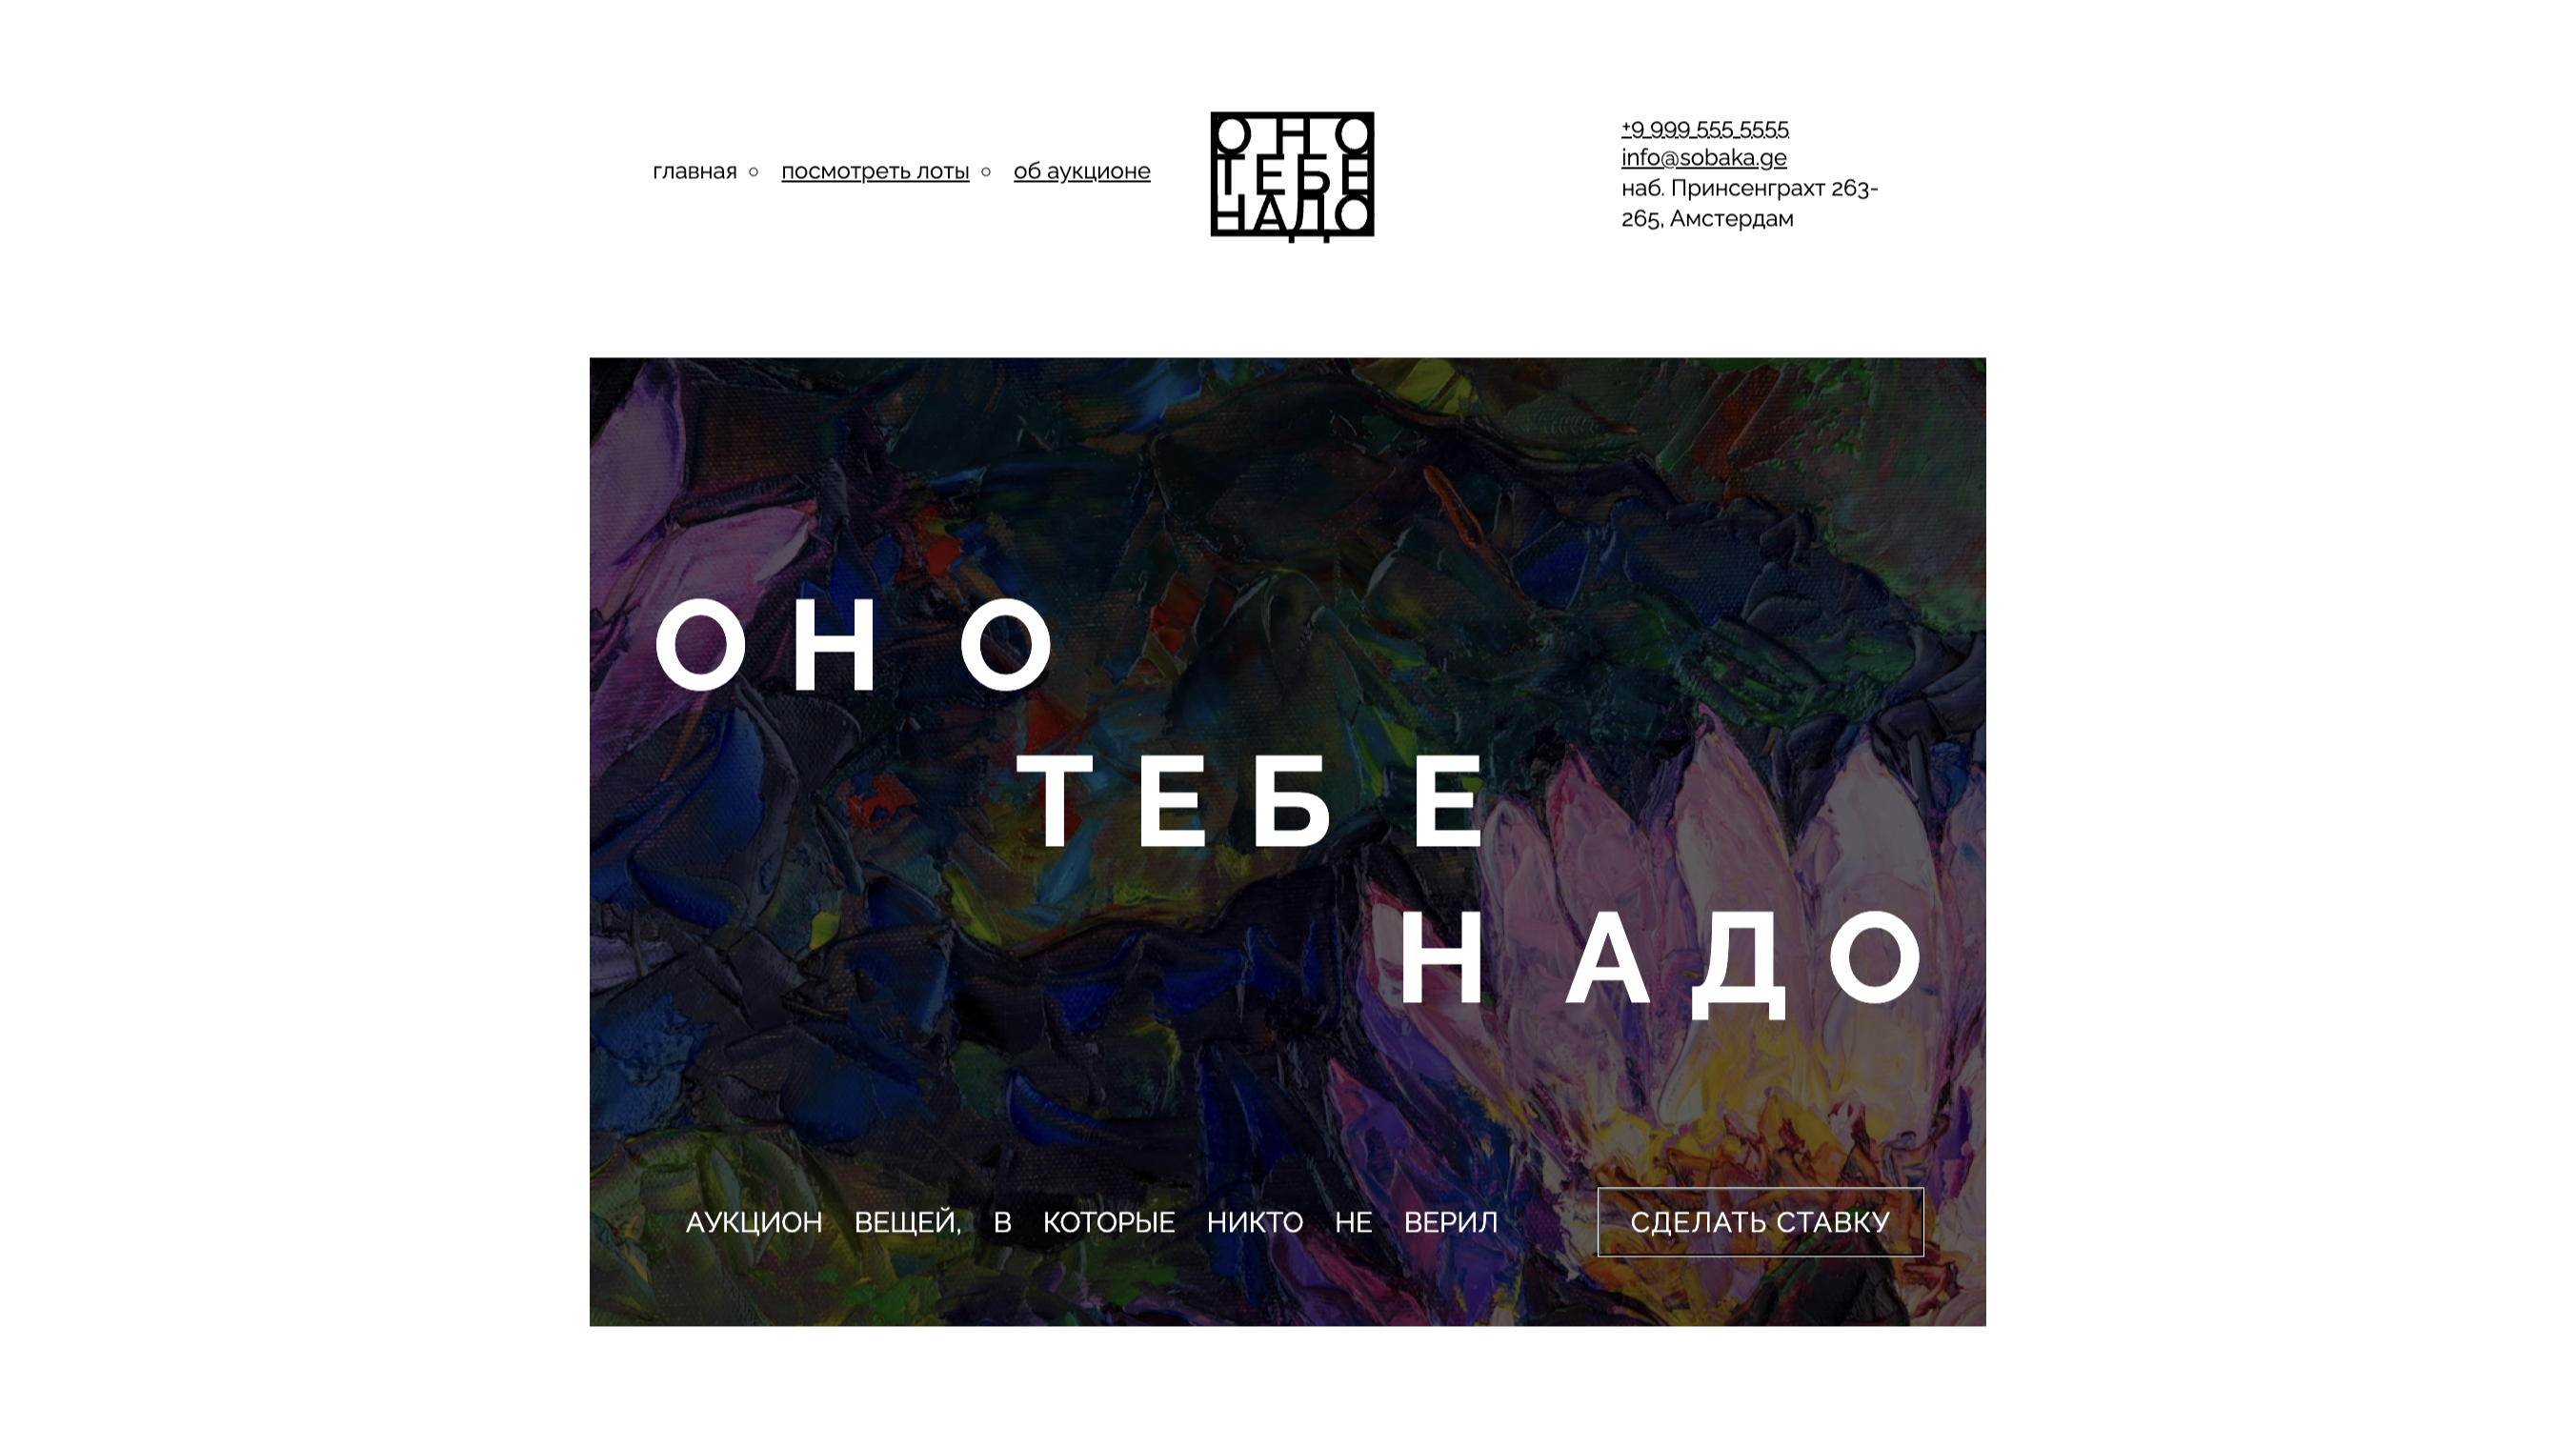 главная
посмотреть лоты
об аукционе
ОНО
ТЕБЕ
НАДО
+9 999 555 5555
info@sobaka.ge
наб. Принсенграхт 263-
265, Амстердам
ОНО
ТЕБЕ
НАДО
АУКЦИОН ВЕЩЕЙ, В КОТОРЫЕ НИКТО НЕ ВЕРИЛ
СДЕЛАТЬ СТАВКУ